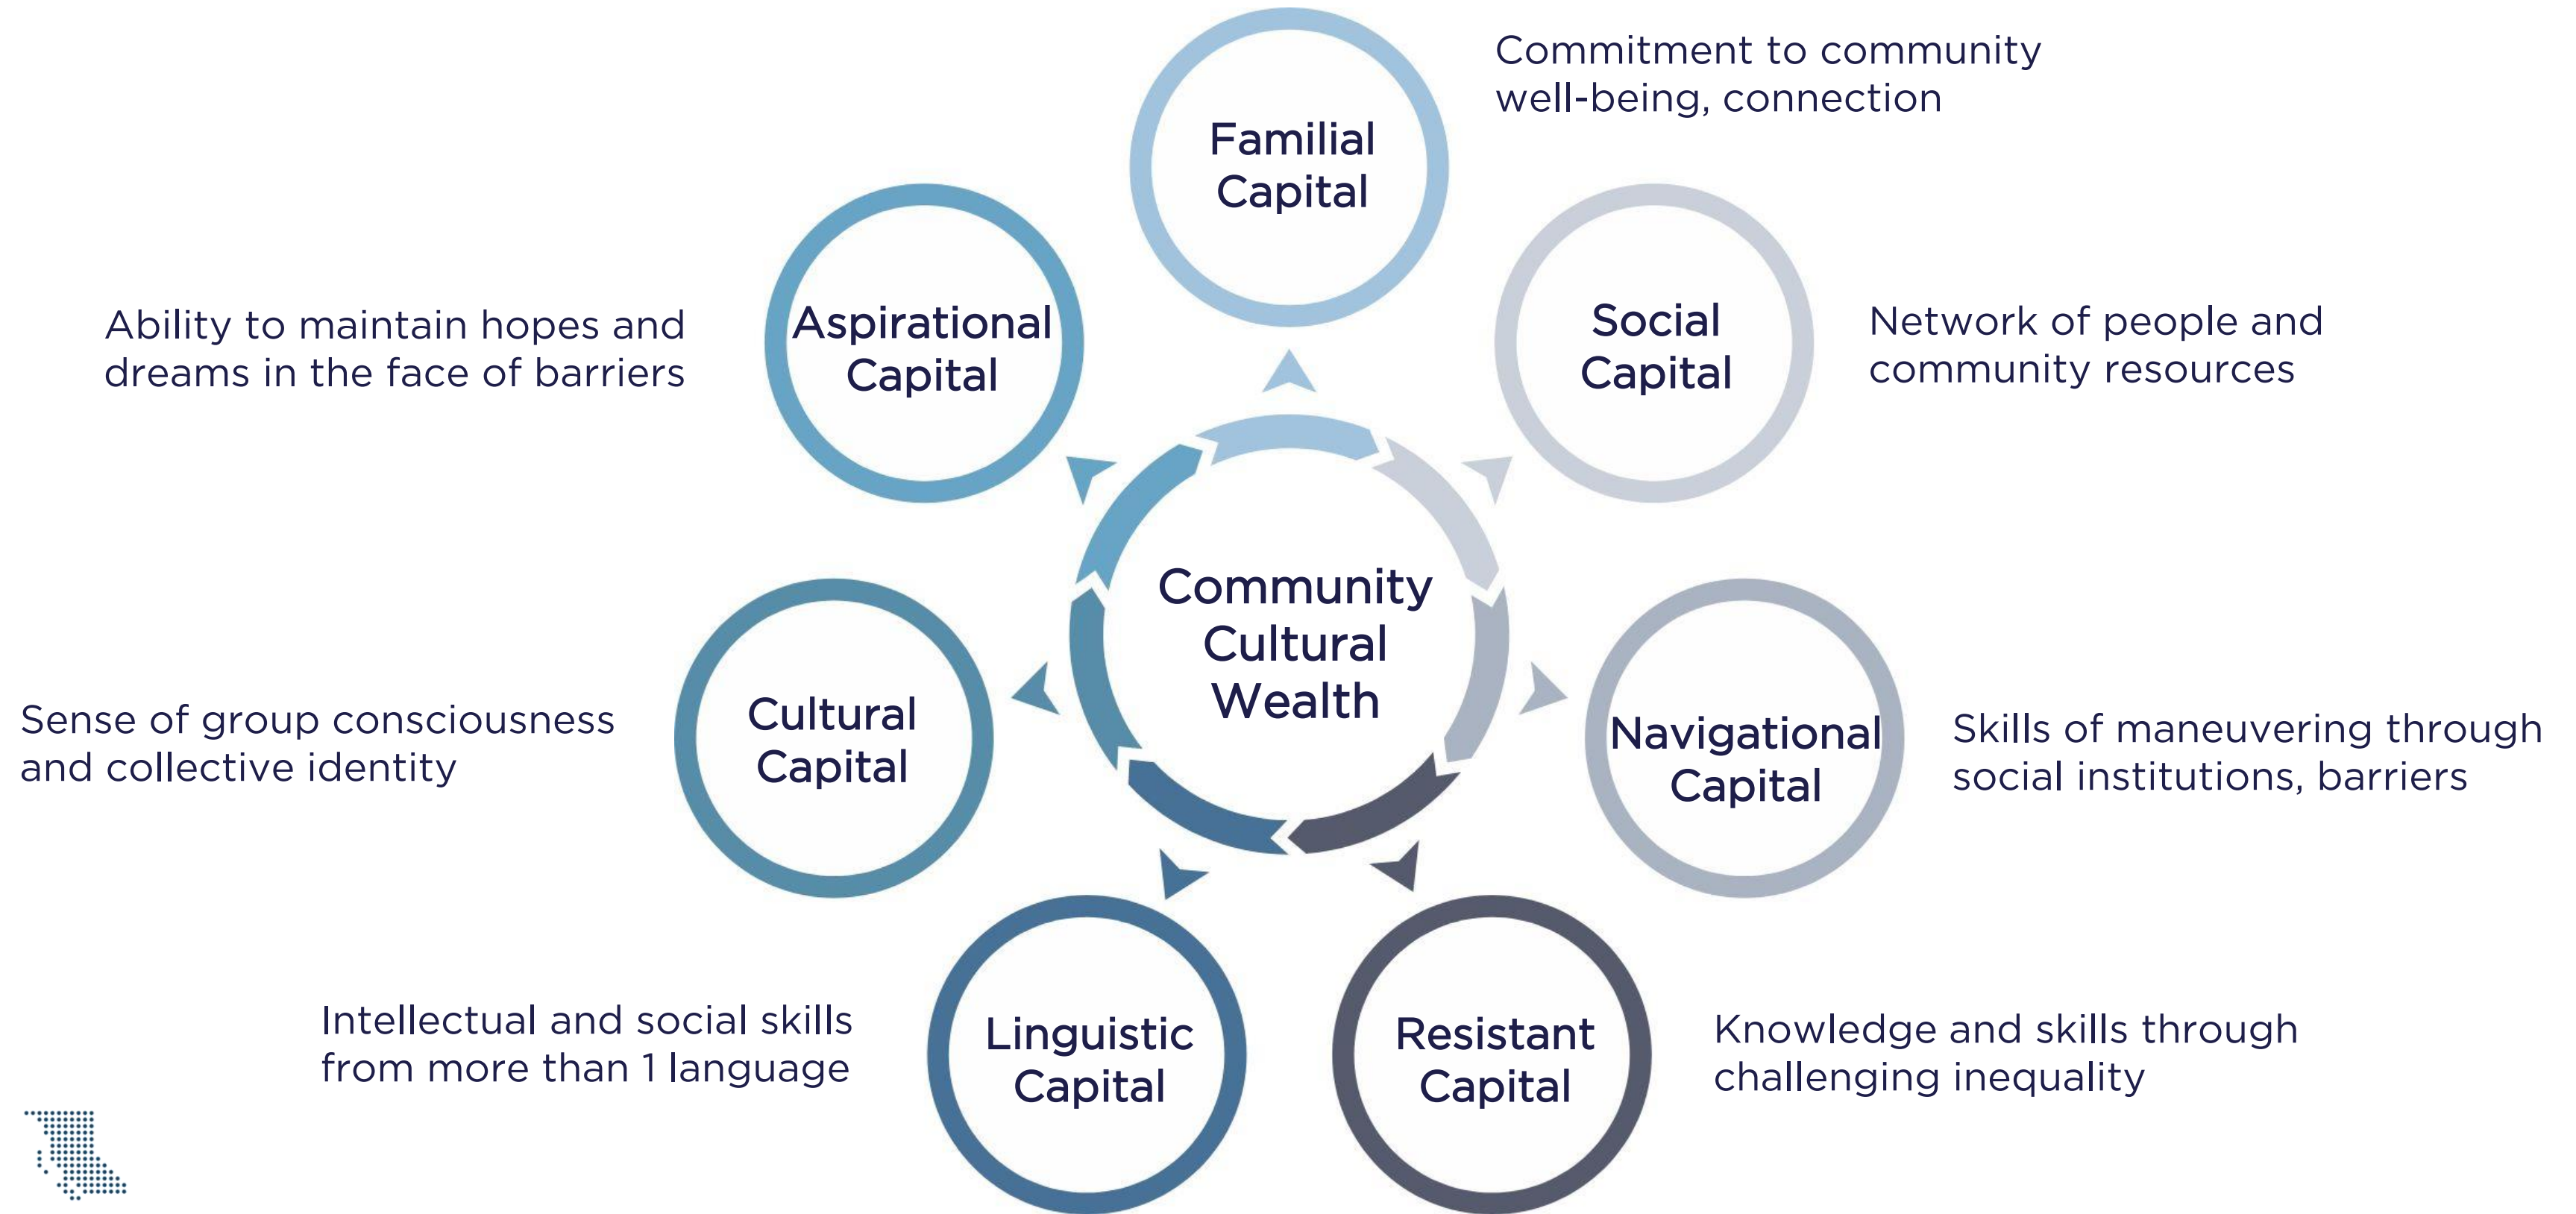 Familial
Capital
Commitment to community
well-being, connection
Social
Capital
Network of people and
community resources
Navigational
Capital
Skills of maneuvering through
social institutions, barriers
Resistant
Capital
Knowledge and skills through
challenging inequality
Linguistic
Capital
Intellectual and social skills
from more than 1 language
Cultural
Capital
Sense of group consciousness
and collective identity
Aspirational
Capital
Ability to maintain hopes and
dreams in the face of barriers
Community
Cultural
Wealth